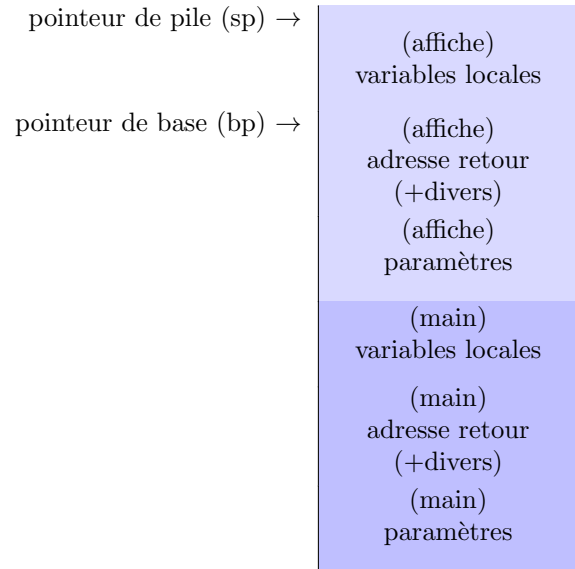 pointeur de pile (sp) →
(affiche)
variables locales
pointeur de base (bp) →
(affiche)
adresse retour
(+divers)
(affiche)
paramètres
(main)
variables locales
(main)
adresse retour
(+divers)
(main)
paramètres